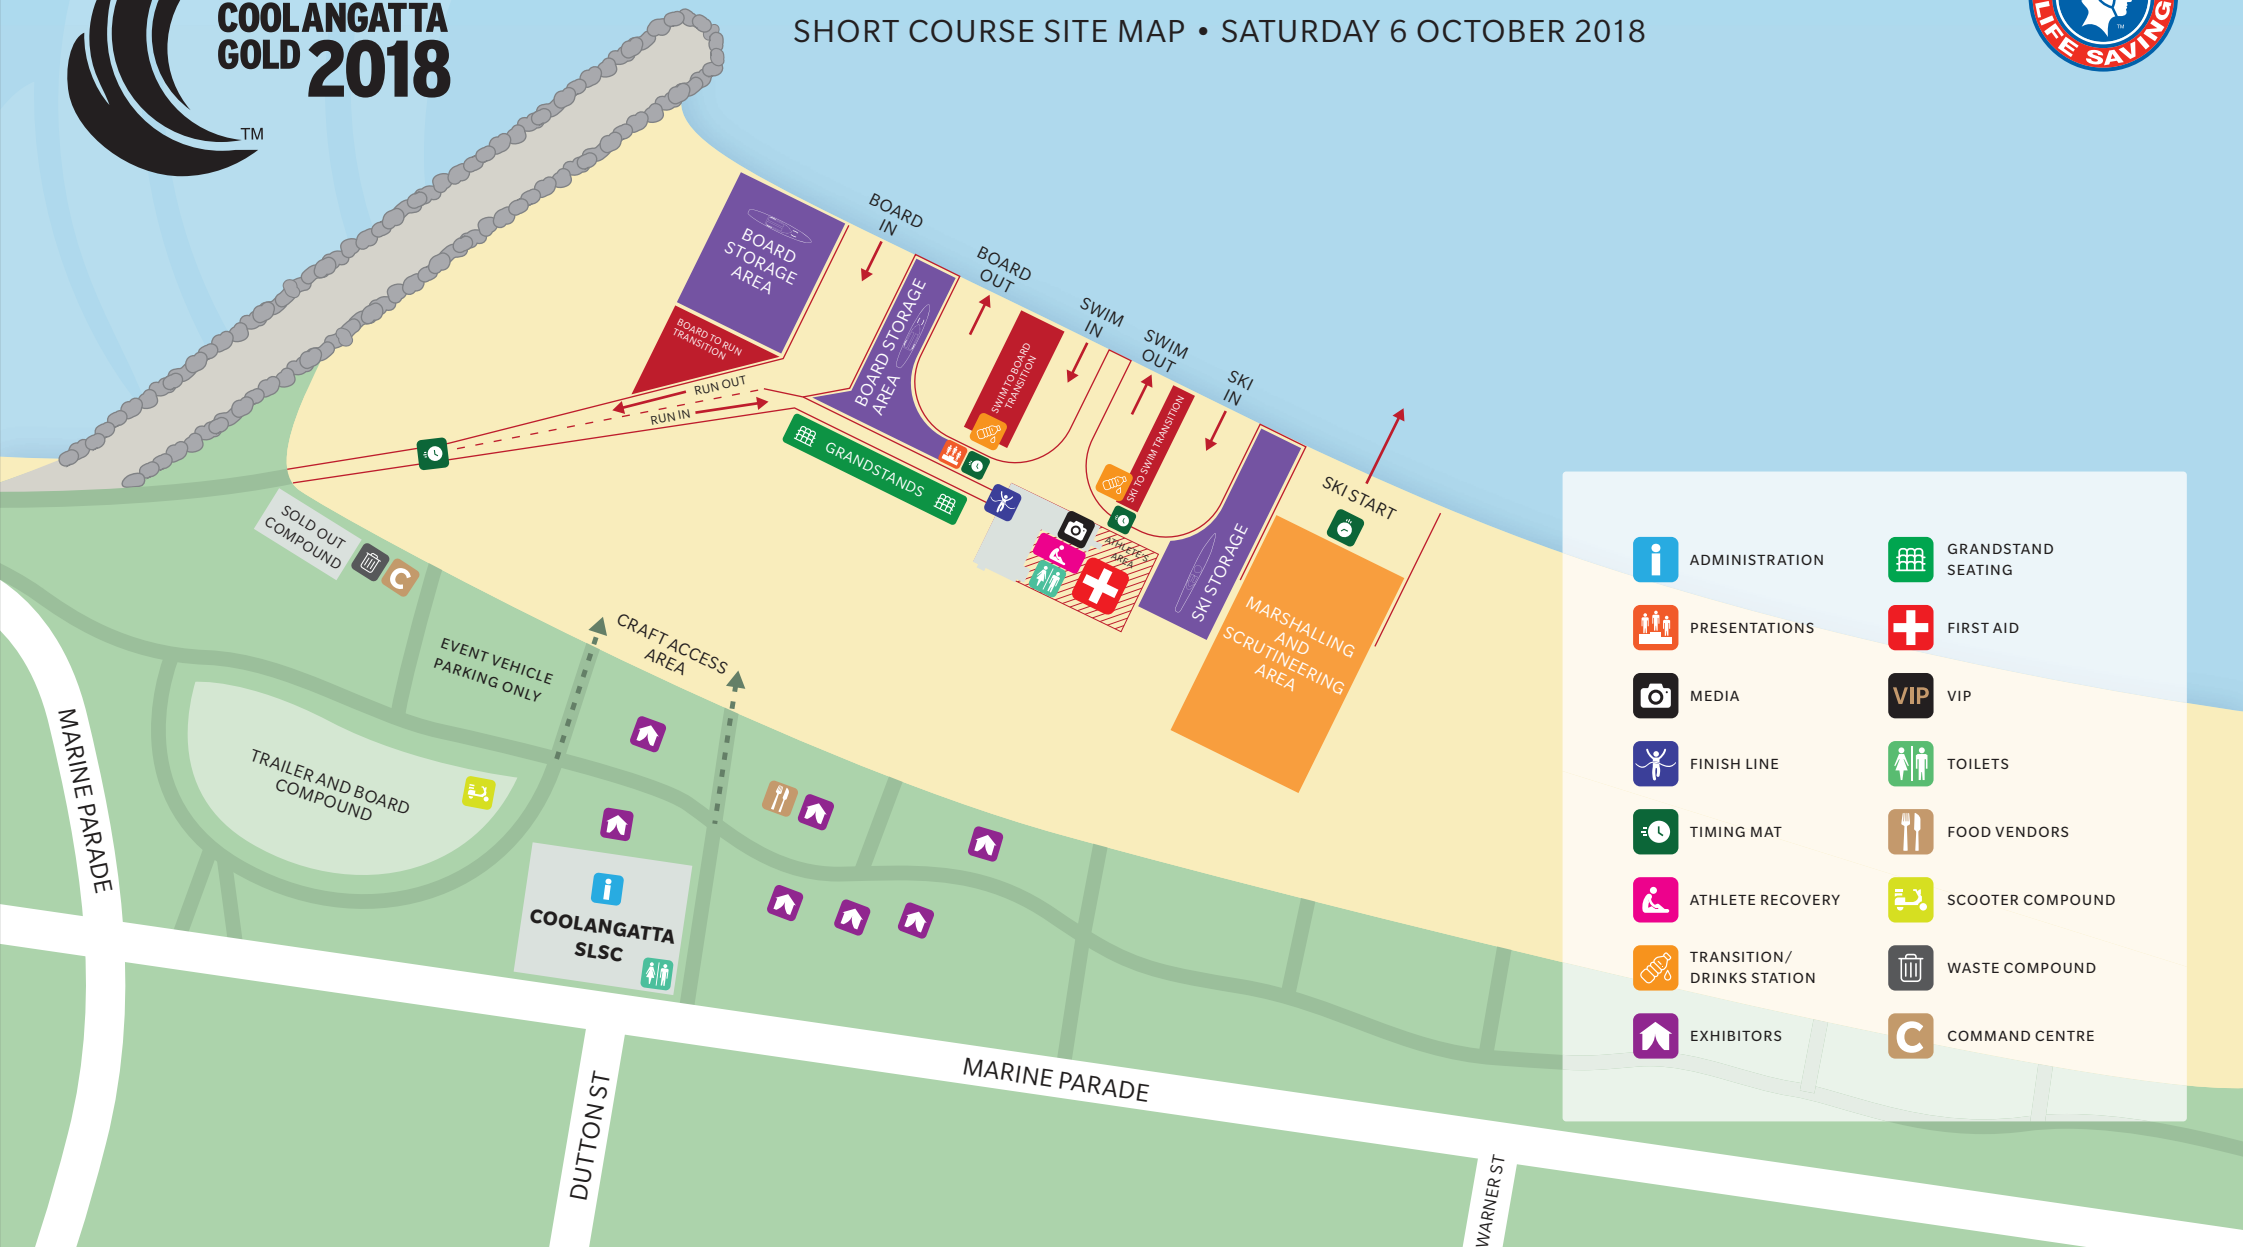 COOLANGATTA
GOLD 2018
TM
SHORT COURSE SITE MAP • SATURDAY 6 OCTOBER 2018
LIFE SAVING
TM
BOARD
IN
BOARD
OUT
SWIM
IN
SWIM
OUT
SKI
IN
SKI START
BOARD
STORAGE
AREA
BOARD TO RUN
TRANSITION
BOARD STORAGE
AREA
SWIM TO BOARD
TRANSITION
SKI TO SWIM TRANSITION
RUN OUT
RUN IN
GRANDSTANDS
ATHLETE'S
AREA
SKI STORAGE
MARSHALLING
AND
SCRUTINEERING
AREA
SOLD OUT
COMPOUND
C
EVENT VEHICLE
PARKING ONLY
CRAFT ACCESS
AREA
TRAILER AND BOARD
COMPOUND
MARINE PARADE
i
COOLANGATTA
SLSC
MARINE PARADE
DUTTON ST
WARNER ST
i ADMINISTRATION
PRESENTATIONS
MEDIA
FINISH LINE
TIMING MAT
ATHLETE RECOVERY
TRANSITION/
DRINKS STATION
EXHIBITORS
GRANDSTAND
SEATING
FIRST AID
VIP VIP
TOILETS
FOOD VENDORS
SCOOTER COMPOUND
WASTE COMPOUND
C COMMAND CENTRE